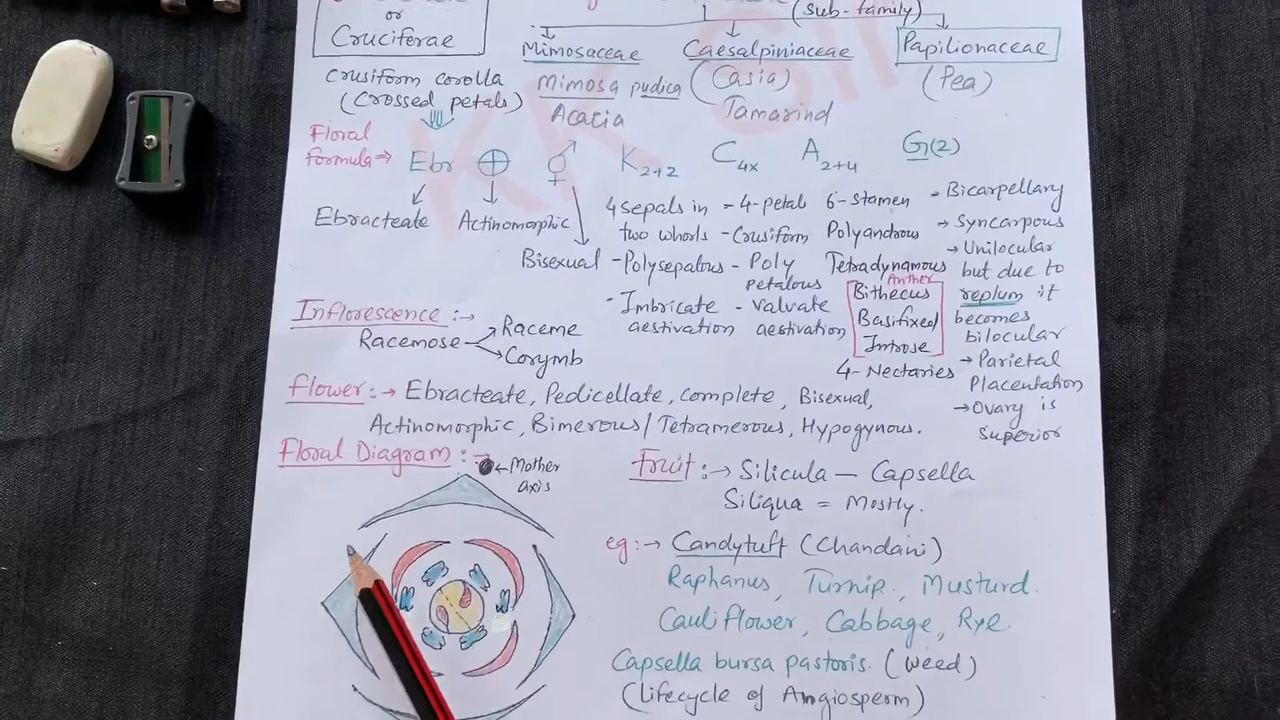 or
Cruciferae
(sub-family)
Mimosaceae Caesalpiniaceae Papilionaceae
Crusiform corolla
(Crossed petals)
Mimosa pudica
Acacia
(Casia)
Tamarind
(Pea)
Floral
formula⇒ Ebr ⊕ ⚥ K2+2 C4x A2+4 G(2)
Ebracteate Actinomorphic Bisexual
4 sepals in
two whorls
-Polysepalous
· Imbricate
aestivation
= 4-petal
-Crusiform
- Poly
petalous
- valvate
aestivation
6-stamen
Polyandrous
Tetradynamous
Anther
Bithecus
Basifixed
Introse
4-Nectaries
→ Bicarpellary
→ Syncarpous
→ Unilocular
but due to
replum it
becomes
bilocular
→ Parietal
Placentation
→Ovary is
superior
Inflorescence :→
Racemose → Raceme
→ Corymb
flower:→ Ebracteate, Pedicellate, complete, Bisexual,
Actinomorphic, Bimerous/Tetramerous, Hypogynous.
Floral Diagram :→
←Mother
axis
Fruit :→ Silicula — Capsella
Siliqua = Mostly.
eg:→ Candytuft (Chandani)
Raphanus, Turnip, Musturd.
Cauliflower, Cabbage, Rye.
Capsella bursa pastoris. (weed)
(lifecycle of Angiosperm)